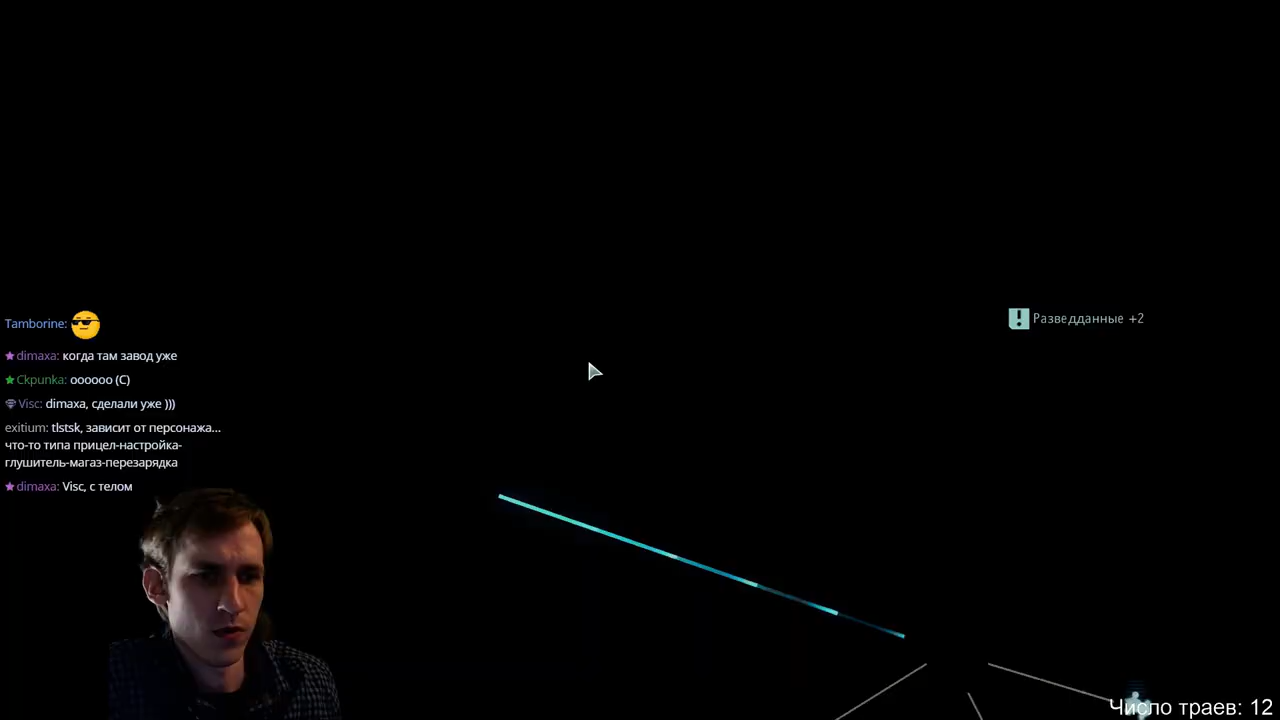 Разведданные +2
Tamborine:
dimaxa: когда там завод уже
Ckpunka: оооооо (С)
Visc: dimaxa, сделали уже )))
exitium: tlstsk, зависит от персонажа...
что-то типа прицел-настройка-
глушитель-магаз-перезарядка
dimaxa: Visc, с телом
Число траев: 12